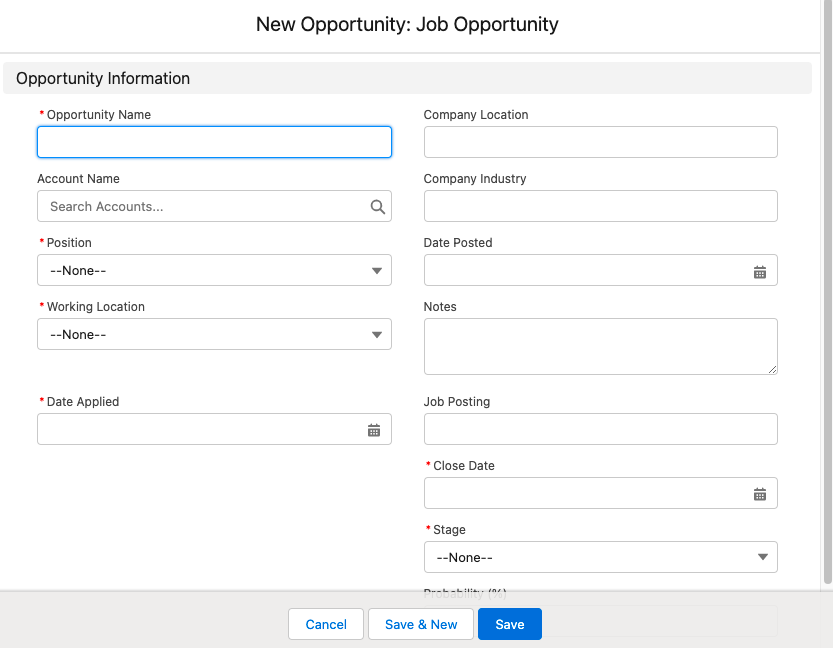 New Opportunity: Job Opportunity
Opportunity Information
* Opportunity Name
Company Location
Account Name
Search Accounts...
Company Industry
* Position
--None--
Date Posted
* Working Location
--None--
Notes
* Date Applied
Job Posting
* Close Date
* Stage
--None--
Probability (%)
Cancel
Save & New
Save